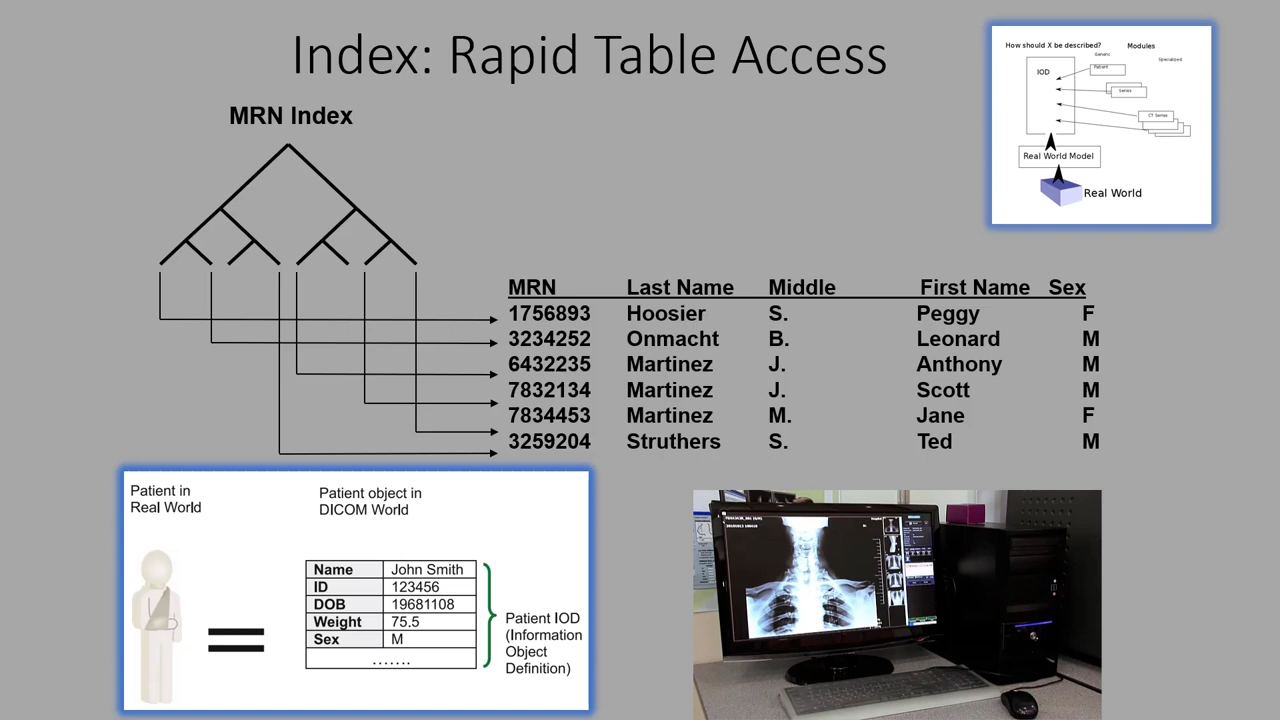 Index: Rapid Table Access
MRN Index
How should X be described?
Modules
Generic
Specialized
IOD
Patient
Series
CT Series
Real World Model
Real World
MRN Last Name Middle First Name Sex
1756893 Hoosier S. Peggy F
3234252 Onmacht B. Leonard M
6432235 Martinez J. Anthony M
7832134 Martinez J. Scott M
7834453 Martinez M. Jane F
3259204 Struthers S. Ted M
Patient in
Real World
Patient object in
DICOM World
Name John Smith
ID 123456
DOB 19681108
Weight 75.5
Sex M
.......
Patient IOD
(Information
Object
Definition)